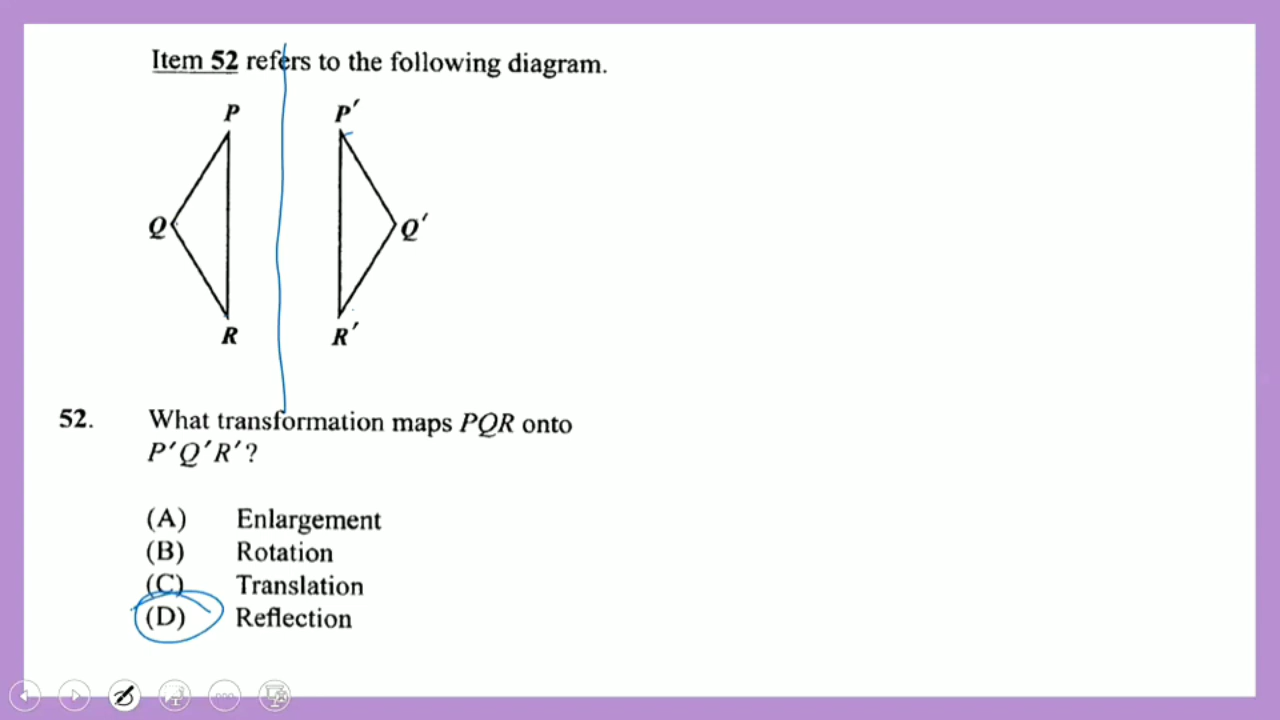 Item 52 refers to the following diagram.
P P′
Q Q′
R R′
52. What transformation maps PQR onto
P′Q′R′?
(A) Enlargement
(B) Rotation
(C) Translation
(D) Reflection